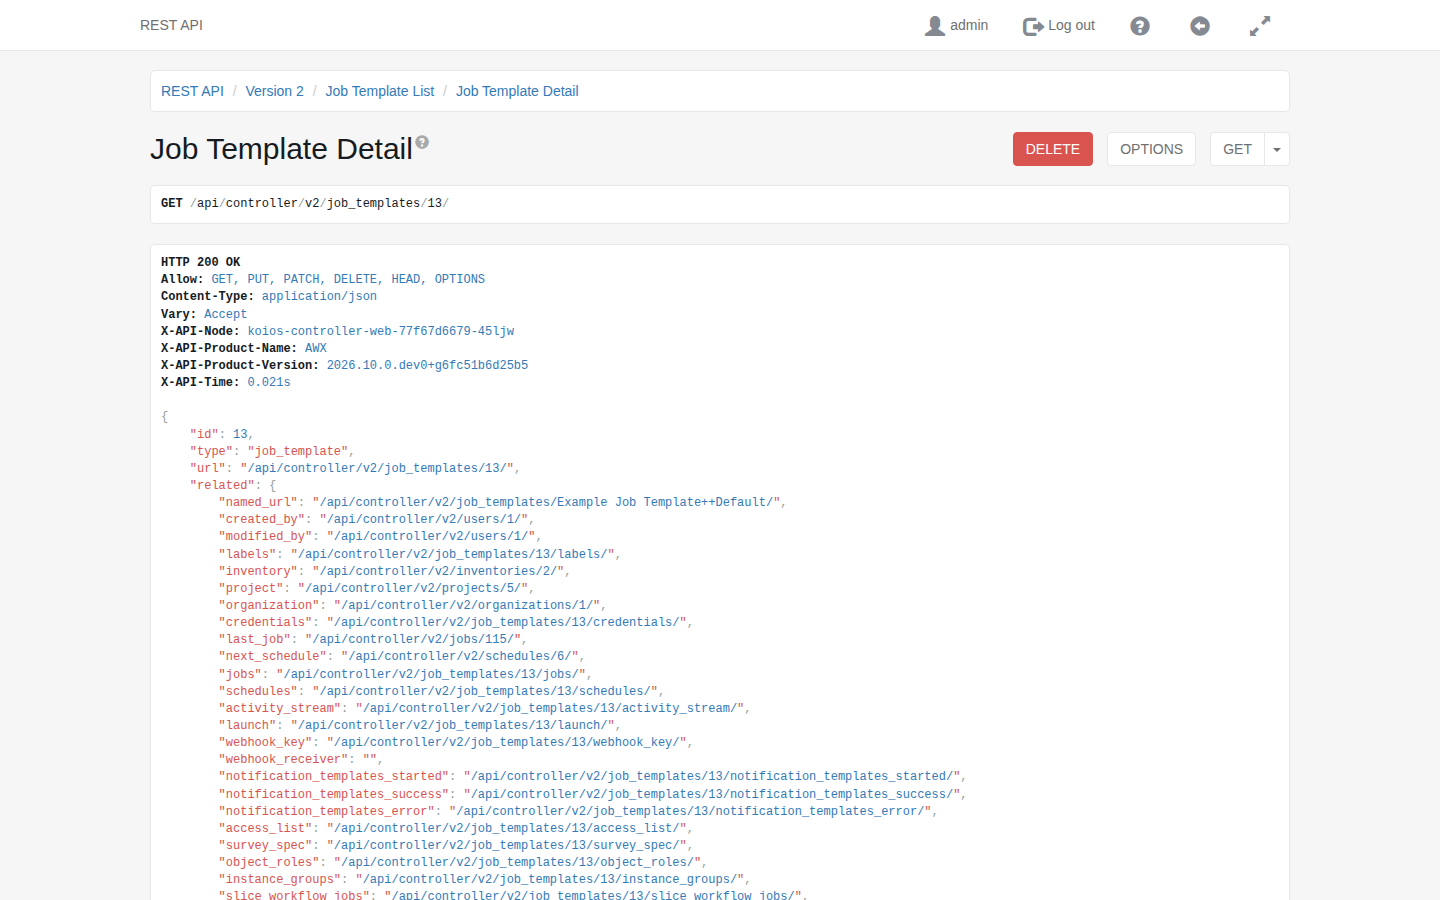 REST API
admin
Log out
REST API / Version 2 / Job Template List / Job Template Detail
Job Template Detail
DELETE
OPTIONS
GET
GET /api/controller/v2/job_templates/13/
HTTP 200 OK
Allow: GET, PUT, PATCH, DELETE, HEAD, OPTIONS
Content-Type: application/json
Vary: Accept
X-API-Node: koios-controller-web-77f67d6679-45ljw
X-API-Product-Name: AWX
X-API-Product-Version: 2026.10.0.dev0+g6fc51b6d25b5
X-API-Time: 0.021s
{
    "id": 13,
    "type": "job_template",
    "url": "/api/controller/v2/job_templates/13/",
    "related": {
        "named_url": "/api/controller/v2/job_templates/Example Job Template++Default/",
        "created_by": "/api/controller/v2/users/1/",
        "modified_by": "/api/controller/v2/users/1/",
        "labels": "/api/controller/v2/job_templates/13/labels/",
        "inventory": "/api/controller/v2/inventories/2/",
        "project": "/api/controller/v2/projects/5/",
        "organization": "/api/controller/v2/organizations/1/",
        "credentials": "/api/controller/v2/job_templates/13/credentials/",
        "last_job": "/api/controller/v2/jobs/115/",
        "next_schedule": "/api/controller/v2/schedules/6/",
        "jobs": "/api/controller/v2/job_templates/13/jobs/",
        "schedules": "/api/controller/v2/job_templates/13/schedules/",
        "activity_stream": "/api/controller/v2/job_templates/13/activity_stream/",
        "launch": "/api/controller/v2/job_templates/13/launch/",
        "webhook_key": "/api/controller/v2/job_templates/13/webhook_key/",
        "webhook_receiver": "",
        "notification_templates_started": "/api/controller/v2/job_templates/13/notification_templates_started/",
        "notification_templates_success": "/api/controller/v2/job_templates/13/notification_templates_success/",
        "notification_templates_error": "/api/controller/v2/job_templates/13/notification_templates_error/",
        "access_list": "/api/controller/v2/job_templates/13/access_list/",
        "survey_spec": "/api/controller/v2/job_templates/13/survey_spec/",
        "object_roles": "/api/controller/v2/job_templates/13/object_roles/",
        "instance_groups": "/api/controller/v2/job_templates/13/instance_groups/",
        "slice_workflow_jobs": "/api/controller/v2/job_templates/13/slice_workflow_jobs/",